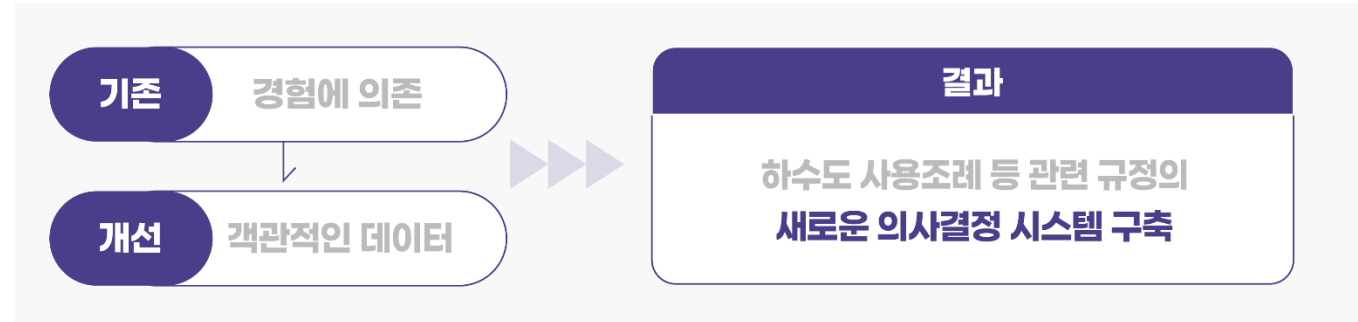 기존 경험에 의존
개선 객관적인 데이터
결과
하수도 사용조례 등 관련 규정의
새로운 의사결정 시스템 구축